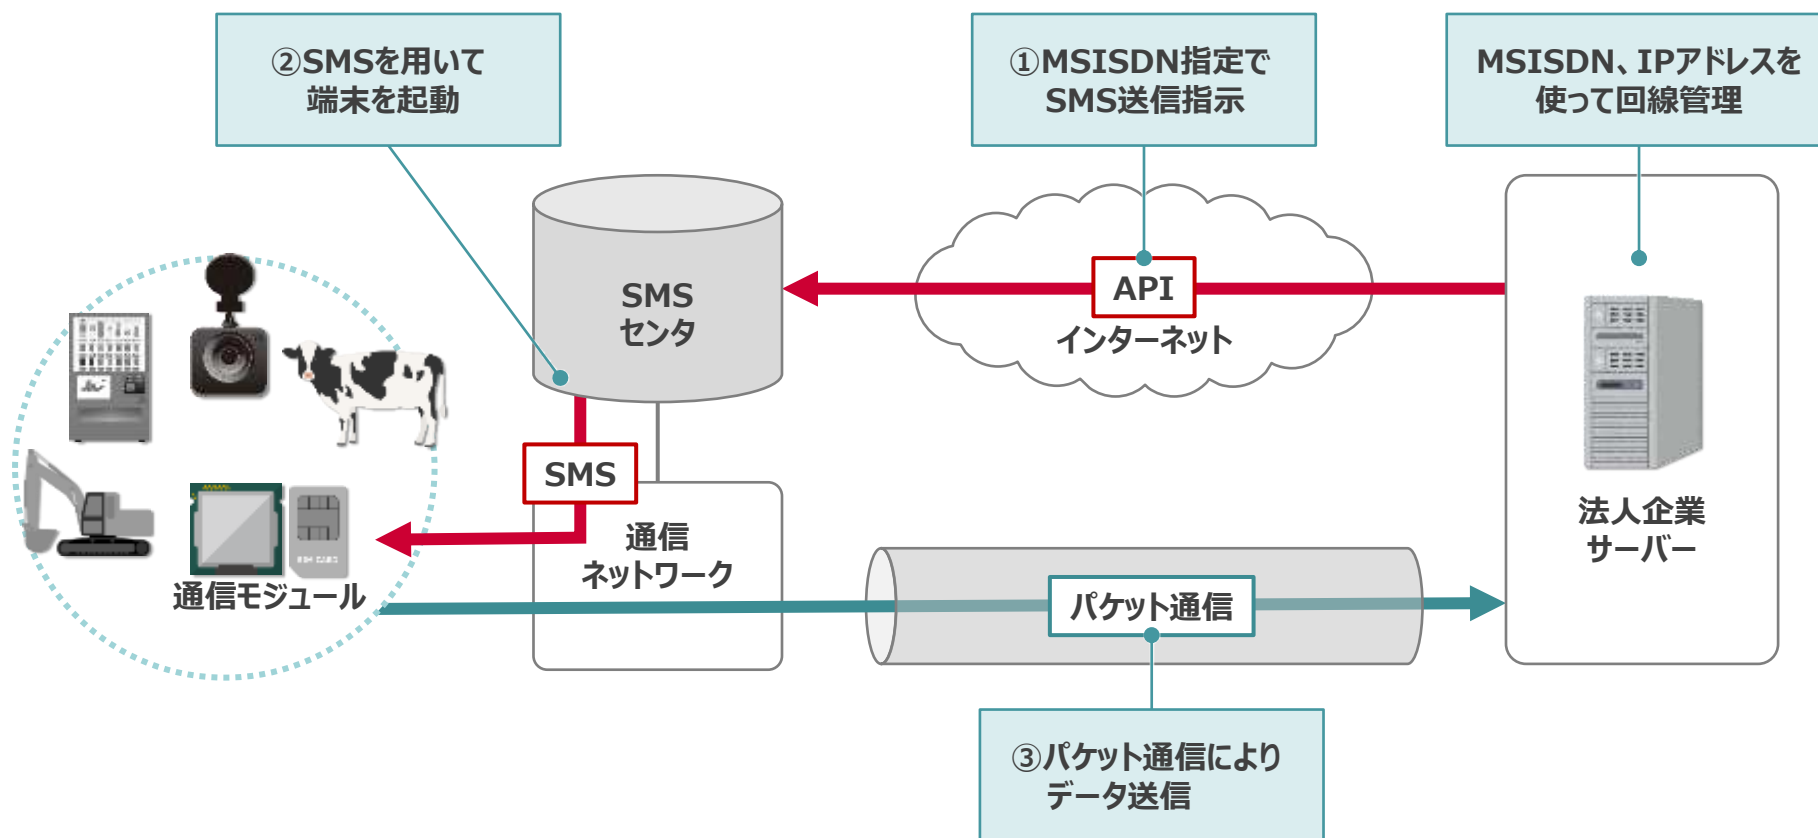 ②SMSを用いて
端末を起動
①MSISDN指定で
SMS送信指示
MSISDN、IPアドレスを
使って回線管理
SMS
センタ
API
インターネット
SMS
通信
ネットワーク
法人企業
サーバー
SIM CARD
通信モジュール
パケット通信
③パケット通信により
データ送信